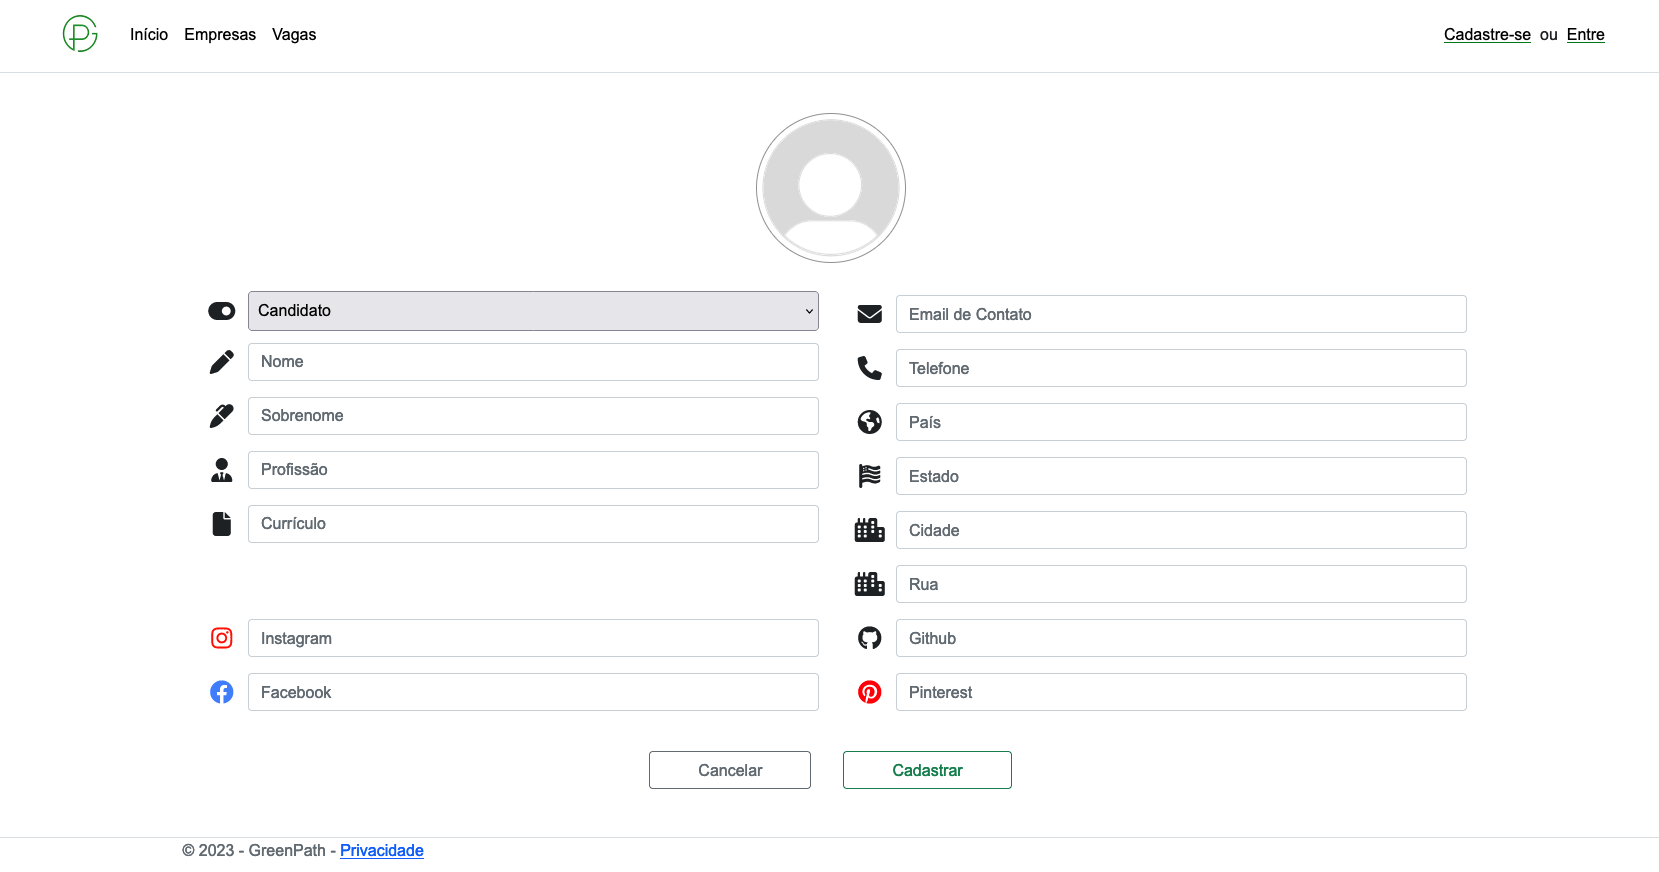 Início Empresas Vagas Cadastre-se ou Entre
Candidato
Nome
Sobrenome
Profissão
Currículo
Instagram
Facebook
Email de Contato
Telefone
País
Estado
Cidade
Rua
Github
Pinterest
Cancelar Cadastrar
© 2023 - GreenPath - Privacidade